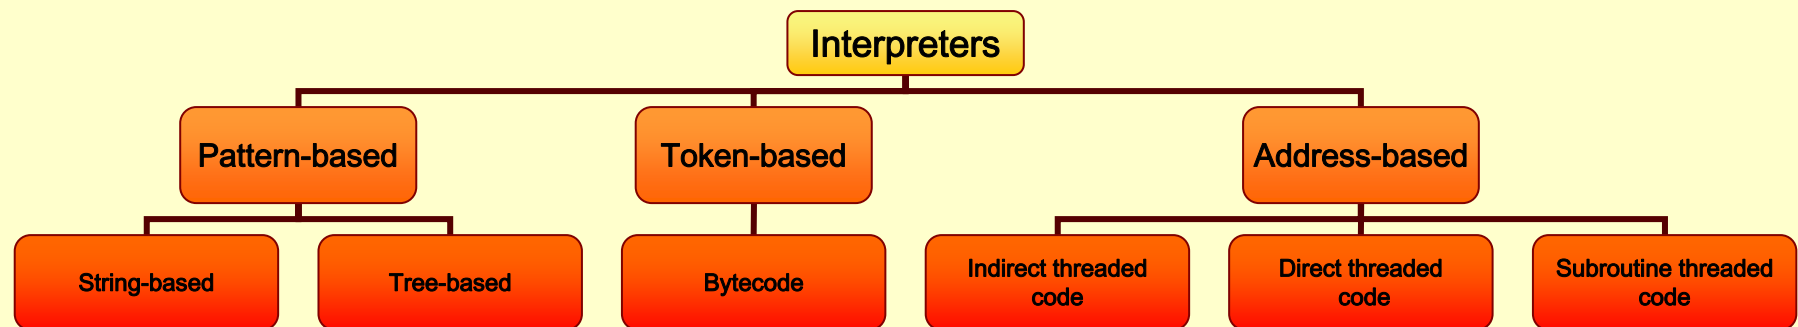 Interpreters
Pattern-based
Token-based
Address-based
String-based
Tree-based
Bytecode
Indirect threaded
code
Direct threaded
code
Subroutine threaded
code